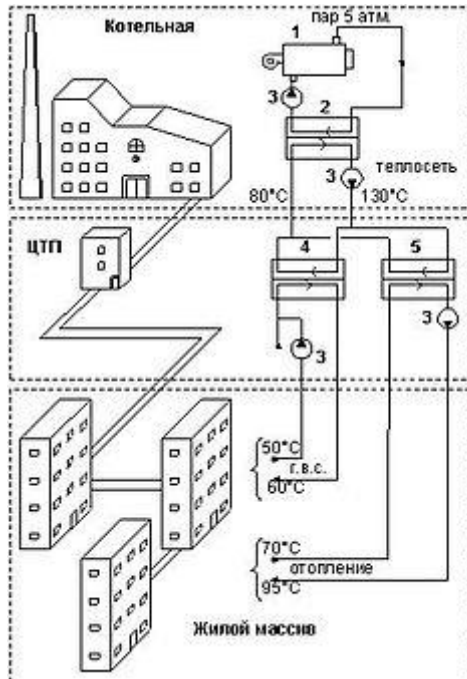 Котельная
1
пар 5 атм.
3
2
3
теплосеть
80°C
130°C
ЦТП
4
5
3
3
50°C
г.в.с.
60°C
70°C
отопление
95°C
Жилой массив